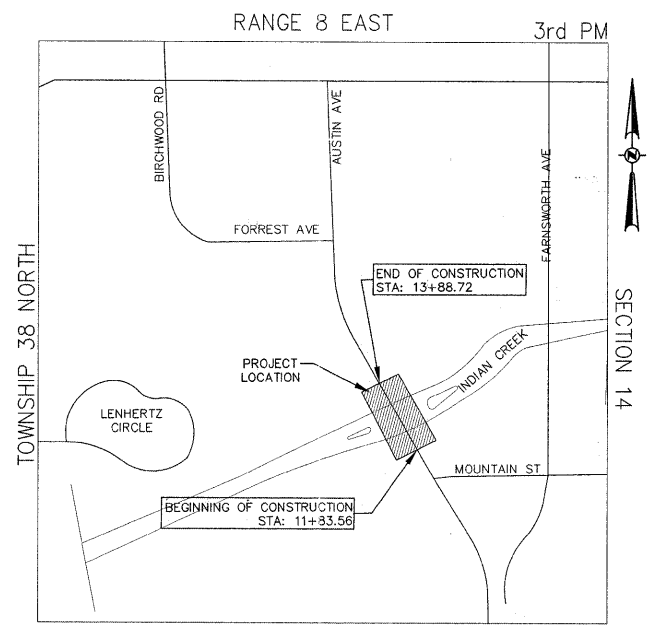 RANGE 8 EAST
3rd PM
BIRCHWOOD RD
AUSTIN AVE
FARNSWORTH AVE
N
FORREST AVE
TOWNSHIP 38 NORTH
END OF CONSTRUCTION
STA: 13+88.72
SECTION 14
INDIAN CREEK
PROJECT
LOCATION
LENHERTZ
CIRCLE
MOUNTAIN ST
BEGINNING OF CONSTRUCTION
STA: 11+83.56